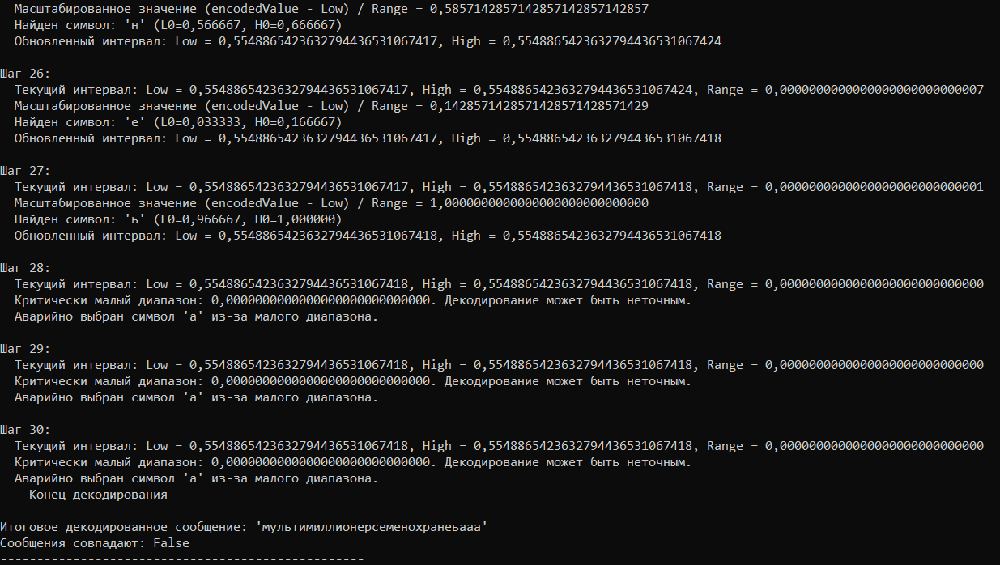 Масштабированное значение (encodedValue - Low) / Range = 0,5857142857142857142857142857
Найден символ: 'н' (L0=0,566667, H0=0,666667)
Обновленный интервал: Low = 0,5548865423632794436531067417, High = 0,5548865423632794436531067424
Шаг 26:
Текущий интервал: Low = 0,5548865423632794436531067417, High = 0,5548865423632794436531067424, Range = 0,0000000000000000000000000007
Масштабированное значение (encodedValue - Low) / Range = 0,1428571428571428571428571429
Найден символ: 'е' (L0=0,033333, H0=0,166667)
Обновленный интервал: Low = 0,5548865423632794436531067417, High = 0,5548865423632794436531067418
Шаг 27:
Текущий интервал: Low = 0,5548865423632794436531067417, High = 0,5548865423632794436531067418, Range = 0,0000000000000000000000000001
Масштабированное значение (encodedValue - Low) / Range = 1,0000000000000000000000000000
Найден символ: 'ь' (L0=0,966667, H0=1,000000)
Обновленный интервал: Low = 0,5548865423632794436531067418, High = 0,5548865423632794436531067418
Шаг 28:
Текущий интервал: Low = 0,5548865423632794436531067418, High = 0,5548865423632794436531067418, Range = 0,0000000000000000000000000000
Критически малый диапазон: 0,0000000000000000000000000000. Декодирование может быть неточным.
Аварийно выбран символ 'а' из-за малого диапазона.
Шаг 29:
Текущий интервал: Low = 0,5548865423632794436531067418, High = 0,5548865423632794436531067418, Range = 0,0000000000000000000000000000
Критически малый диапазон: 0,0000000000000000000000000000. Декодирование может быть неточным.
Аварийно выбран символ 'а' из-за малого диапазона.
Шаг 30:
Текущий интервал: Low = 0,5548865423632794436531067418, High = 0,5548865423632794436531067418, Range = 0,0000000000000000000000000000
Критически малый диапазон: 0,0000000000000000000000000000. Декодирование может быть неточным.
Аварийно выбран символ 'а' из-за малого диапазона.
--- Конец декодирования ---
Итоговое декодированное сообщение: 'мультимиллионерсеменохранеьааа'
Сообщения совпадают: False
--------------------------------------------------